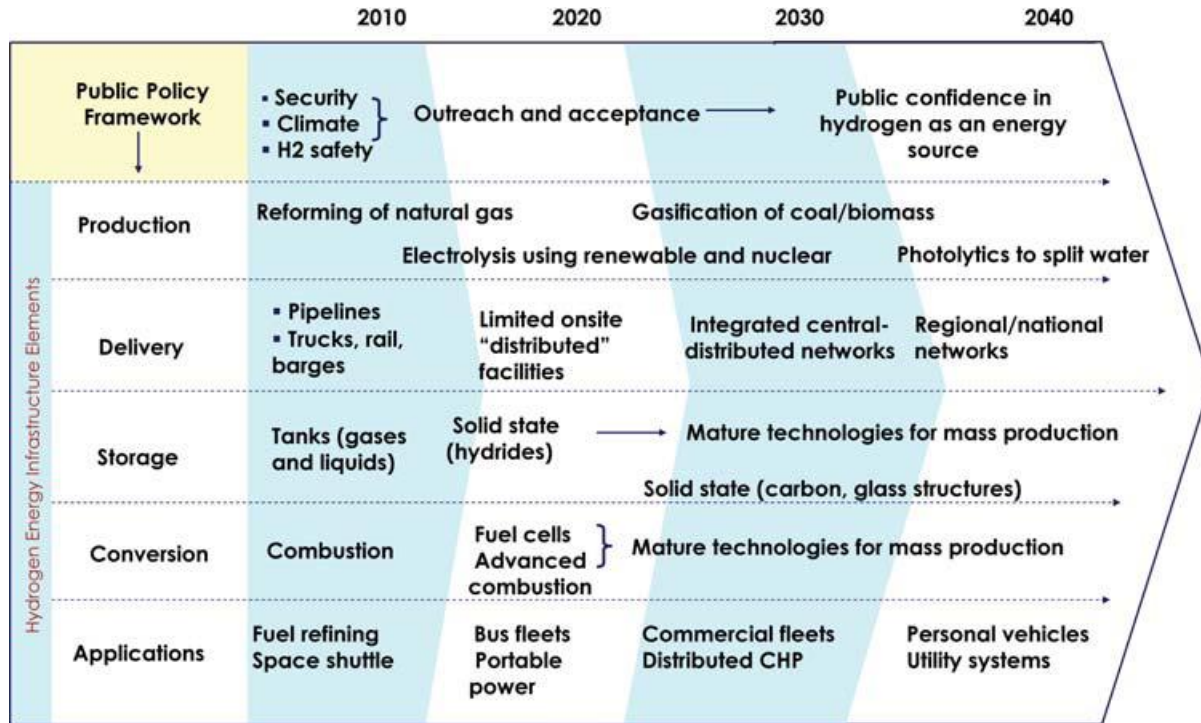 2010 2020 2030 2040
Public Policy
Framework
▪ Security
▪ Climate
▪ H2 safety
Outreach and acceptance
Public confidence in
hydrogen as an energy
source
Hydrogen Energy Infrastructure Elements
Production
Reforming of natural gas
Gasification of coal/biomass
Electrolysis using renewable and nuclear
Photolytics to split water
Delivery
▪ Pipelines
▪ Trucks, rail,
barges
Limited onsite
“distributed”
facilities
Integrated central-
distributed networks
Regional/national
networks
Storage
Tanks (gases
and liquids)
Solid state
(hydrides)
Mature technologies for mass production
Solid state (carbon, glass structures)
Conversion
Combustion
Fuel cells
Advanced
combustion
Mature technologies for mass production
Applications
Fuel refining
Space shuttle
Bus fleets
Portable
power
Commercial fleets
Distributed CHP
Personal vehicles
Utility systems